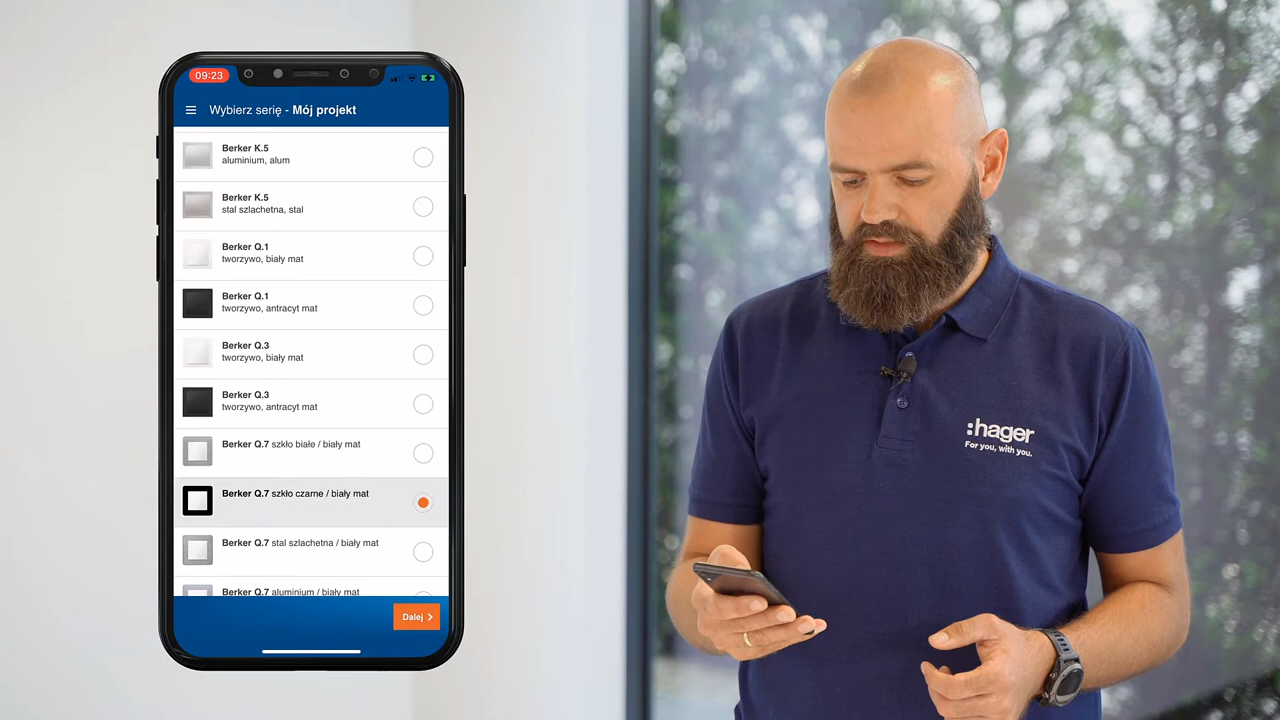 09:23
Wybierz serię - Mój projekt
Berker K.5
aluminium, alum
Berker K.5
stal szlachetna, stal
Berker Q.1
tworzywo, biały mat
Berker Q.1
tworzywo, antracyt mat
Berker Q.3
tworzywo, biały mat
Berker Q.3
tworzywo, antracyt mat
Berker Q.7 szkło białe / biały mat
Berker Q.7 szkło czarne / biały mat
Berker Q.7 stal szlachetna / biały mat
Berker Q.7 aluminium / biały mat
Dalej
:hager
For you, with you.